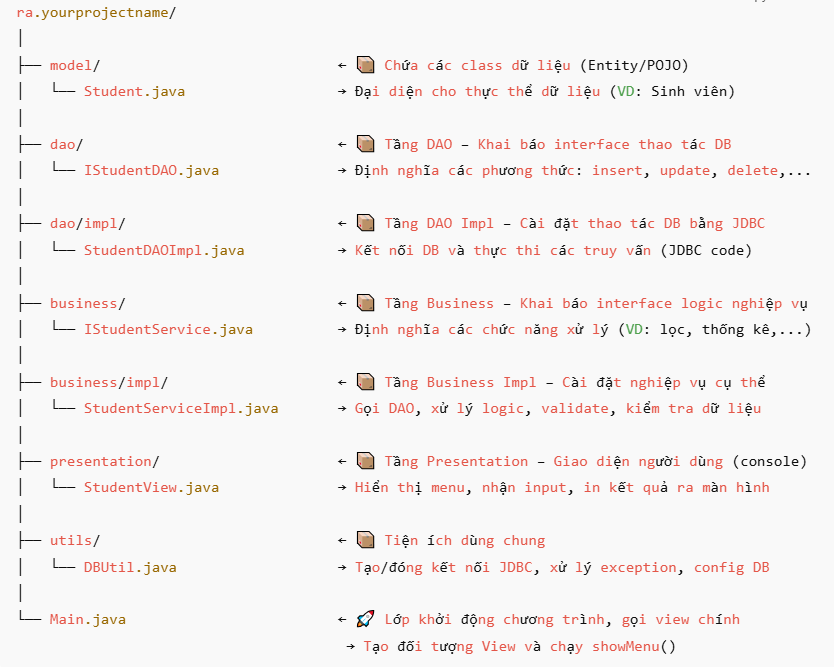 ra.yourprojectname/
│
├── model/ ← 📦 Chứa các class dữ liệu (Entity/POJO)
│ └── Student.java → Đại diện cho thực thể dữ liệu (VD: Sinh viên)
│
├── dao/ ← 📦 Tầng DAO – Khai báo interface thao tác DB
│ └── IStudentDAO.java → Định nghĩa các phương thức: insert, update, delete,...
│
├── dao/impl/ ← 📦 Tầng DAO Impl – Cài đặt thao tác DB bằng JDBC
│ └── StudentDAOImpl.java → Kết nối DB và thực thi các truy vấn (JDBC code)
│
├── business/ ← 📦 Tầng Business – Khai báo interface logic nghiệp vụ
│ └── IStudentService.java → Định nghĩa các chức năng xử lý (VD: lọc, thống kê,...)
│
├── business/impl/ ← 📦 Tầng Business Impl – Cài đặt nghiệp vụ cụ thể
│ └── StudentServiceImpl.java → Gọi DAO, xử lý logic, validate, kiểm tra dữ liệu
│
├── presentation/ ← 📦 Tầng Presentation – Giao diện người dùng (console)
│ └── StudentView.java → Hiển thị menu, nhận input, in kết quả ra màn hình
│
├── utils/ ← 📦 Tiện ích dùng chung
│ └── DBUtil.java → Tạo/đóng kết nối JDBC, xử lý exception, config DB
│
└── Main.java ← 🚀 Lớp khởi động chương trình, gọi view chính
→ Tạo đối tượng View và chạy showMenu()